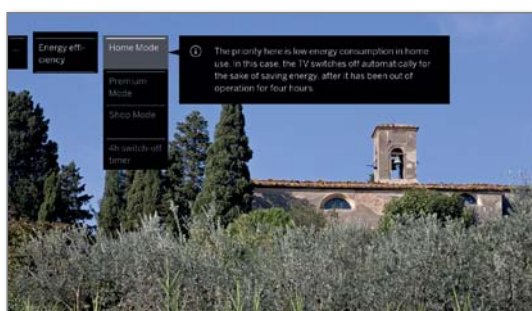 ...
Energy effi-
ciency
Home Mode
Premium
Mode
Shop Mode
4h switch-off
timer
The priority here is low energy consumption in home
use. In this case, the TV switches off automatically for
the sake of saving energy, after it has been out of
operation for four hours.